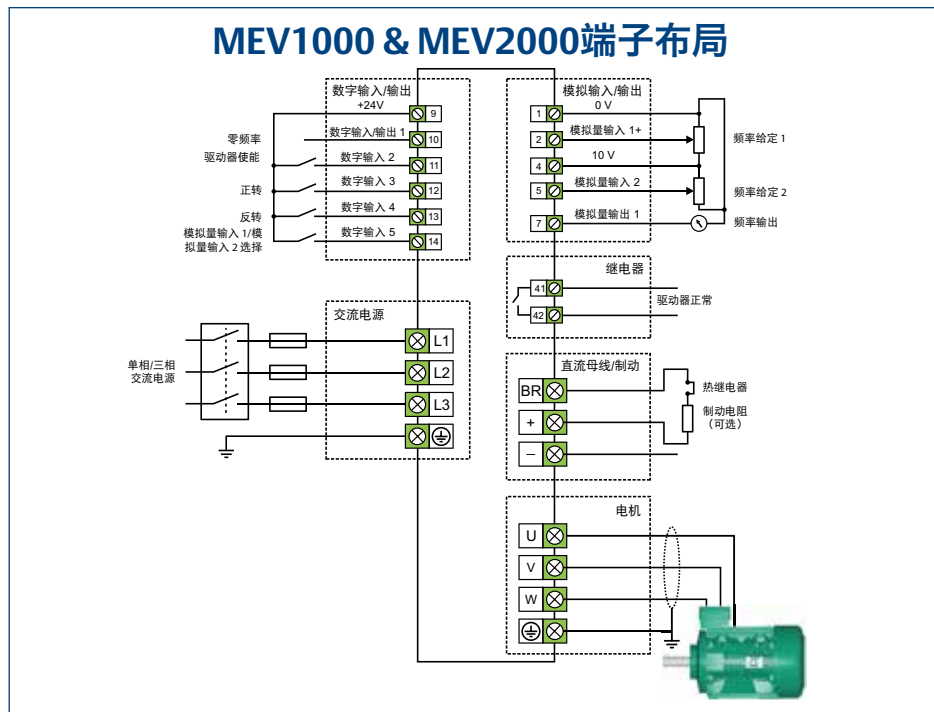 MEV1000 & MEV2000端子布局
数字输入/输出
+24V
9
零频率
数字输入/输出 1
10
驱动器使能
数字输入 2
11
正转
数字输入 3
12
反转
数字输入 4
13
模拟量输入 1/模
拟量输入 2 选择
数字输入 5
14
模拟输入/输出
0 V
1
模拟量输入 1+
2
频率给定 1
10 V
4
模拟量输入 2
5
频率给定 2
模拟量输出 1
7
频率输出
继电器
41
驱动器正常
42
交流电源
单相/三相
交流电源
L1
L2
L3
直流母线/制动
BR
+
–
热继电器
制动电阻
（可选）
电机
U
V
W